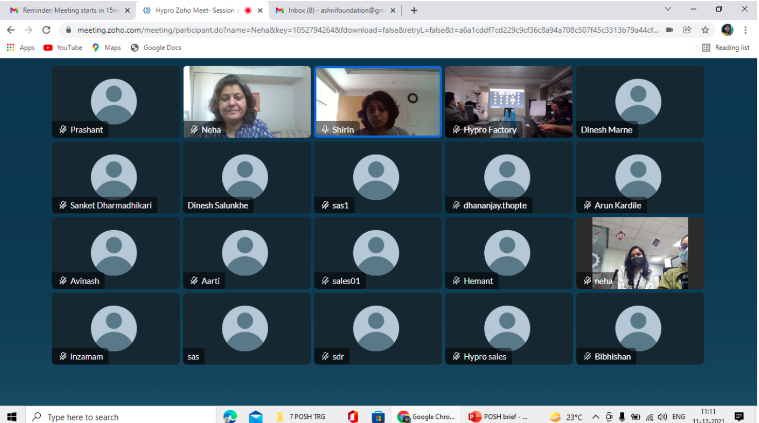 Reminder: Meeting starts in 15m
Hypro Zoho Meet- Session
Inbox (8) - ashnifoundation@gm
meeting.zoho.com/meeting/participant.do?name=Neha&key=1052794264&fdownload=false&retryL=false&t=a6a1cddf7cd229c9cf36c8a94a708c507f45c3313b79a44cf...
Apps
YouTube
Maps
Google Docs
Reading list
Prashant
Neha
Shirin
Hypro Factory
Dinesh Marne
Sanket Dharmadhikari
Dinesh Salunkhe
sas1
dhananjay.thopte
Arun Kardile
Avinash
Aarti
sales01
Hemant
neha
inzamam
sas
sdr
Hypro sales
Bibhishan
Type here to search
7 POSH TRG
Google Chro...
POSH brief - ...
23°C
ENG
11:11
11-12-2021